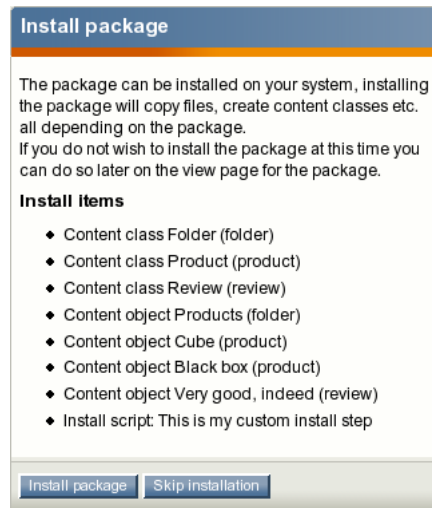 Install package
The package can be installed on your system, installing
the package will copy files, create content classes etc.
all depending on the package.
If you do not wish to install the package at this time you
can do so later on the view page for the package.
Install items
Content class Folder (folder)
Content class Product (product)
Content class Review (review)
Content object Products (folder)
Content object Cube (product)
Content object Black box (product)
Content object Very good, indeed (review)
Install script: This is my custom install step
Install package Skip installation